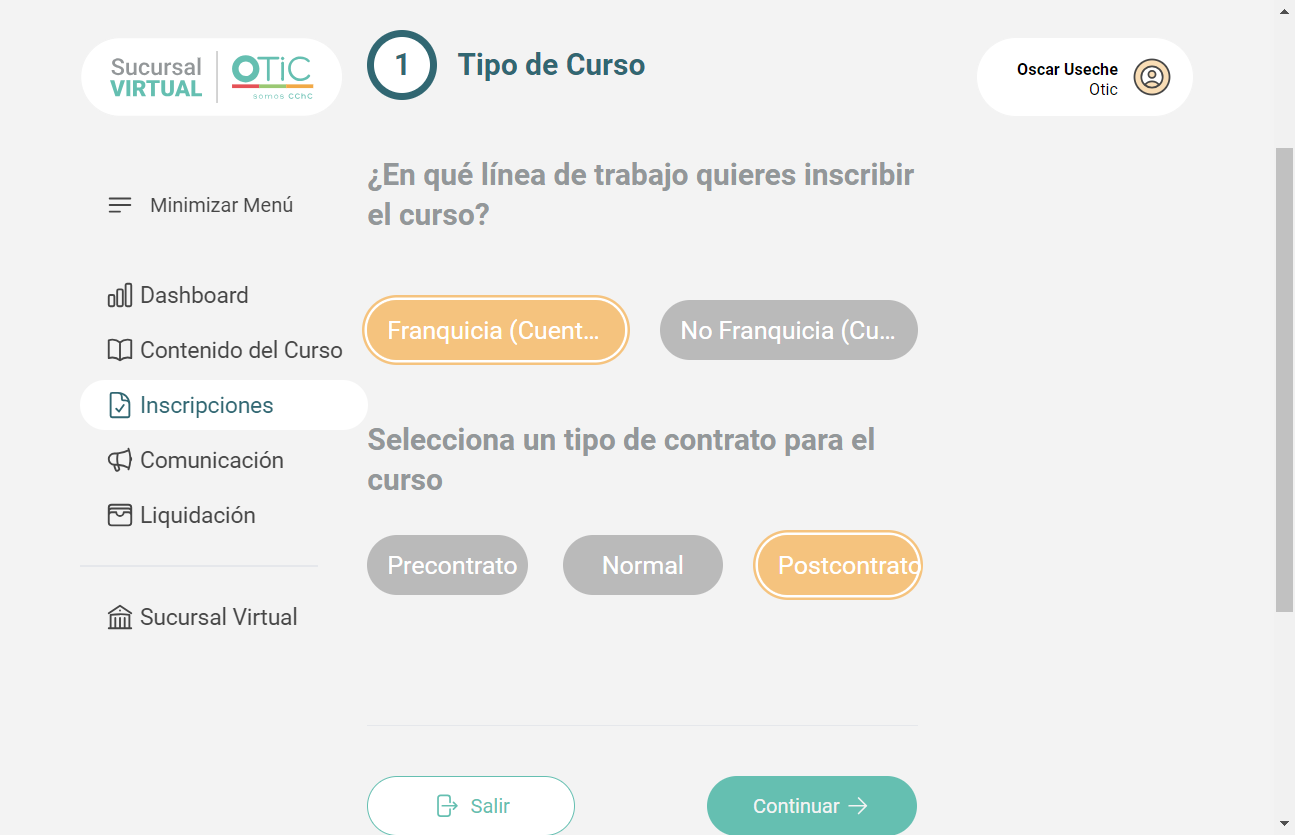 Sucursal
VIRTUAL
OTiC
somos CChC
1
Tipo de Curso
Oscar Useche
Otic
Minimizar Menú
Dashboard
Contenido del Curso
Inscripciones
Comunicación
Liquidación
Sucursal Virtual
¿En qué línea de trabajo quieres inscribir
el curso?
Franquicia (Cuent...
No Franquicia (Cu...
Selecciona un tipo de contrato para el
curso
Precontrato
Normal
Postcontrato
Salir
Continuar